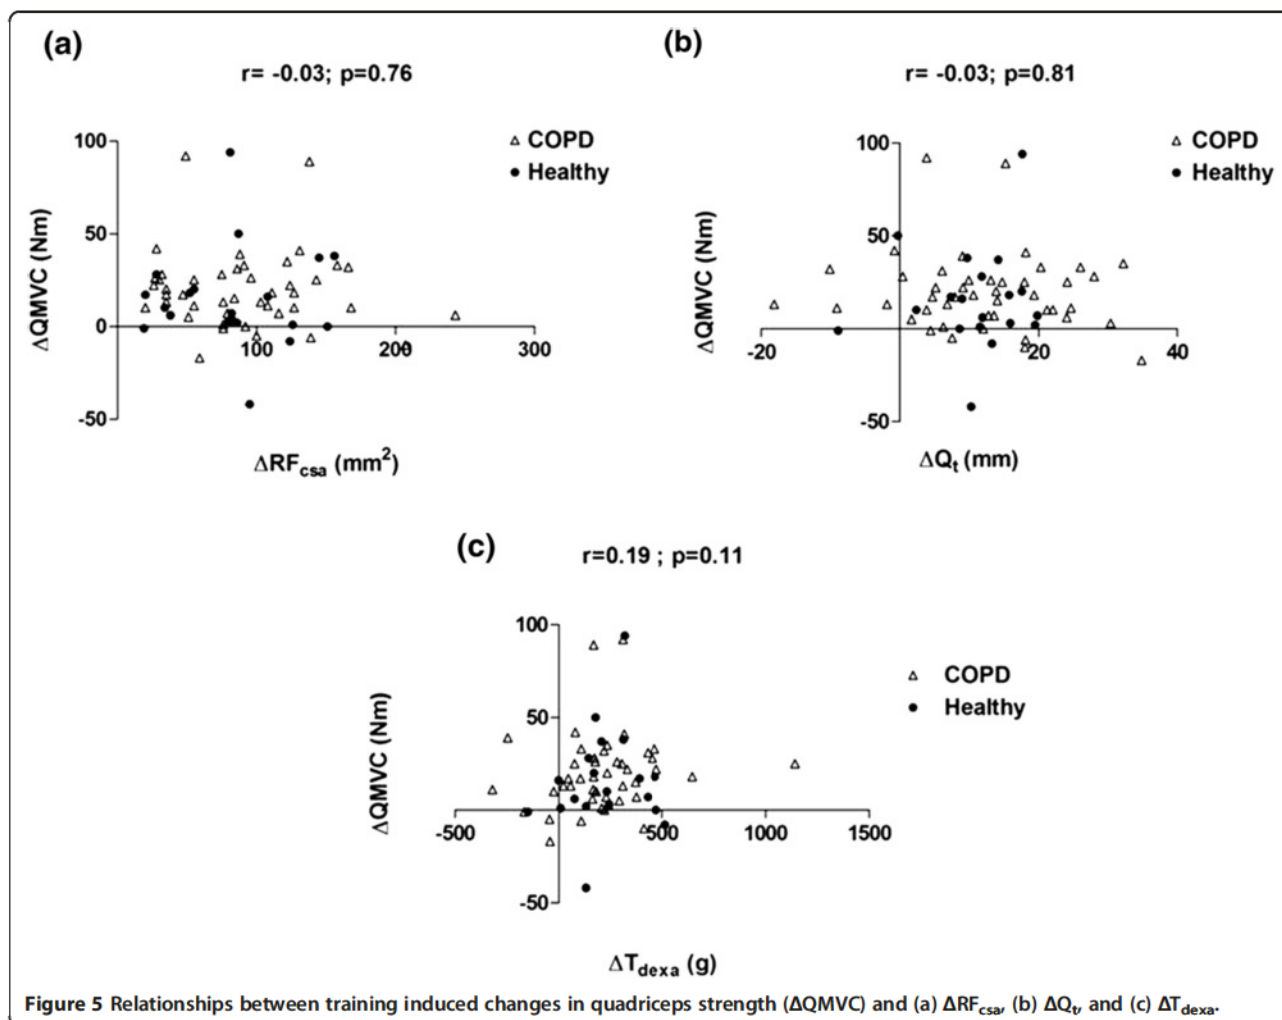 (a)
r= -0.03; p=0.76
△ COPD
● Healthy
100
50
0
-50
100
200
300
ΔQMVC (Nm)
ΔRFcsa (mm²)
(b)
r= -0.03; p=0.81
△ COPD
● Healthy
100
50
-50
-20
20
40
ΔQMVC (Nm)
ΔQt (mm)
(c)
r=0.19 ; p=0.11
△ COPD
● Healthy
100
50
-50
-500
500
1000
1500
ΔQMVC (Nm)
ΔTdexa (g)
Figure 5 Relationships between training induced changes in quadriceps strength (ΔQMVC) and (a) ΔRFcsa, (b) ΔQt, and (c) ΔTdexa.